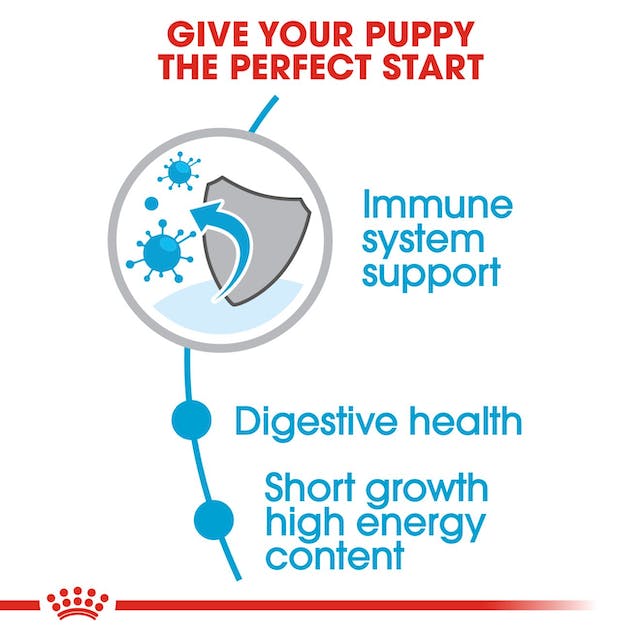 GIVE YOUR PUPPY
THE PERFECT START
Immune
system
support
Digestive health
Short growth
high energy
content